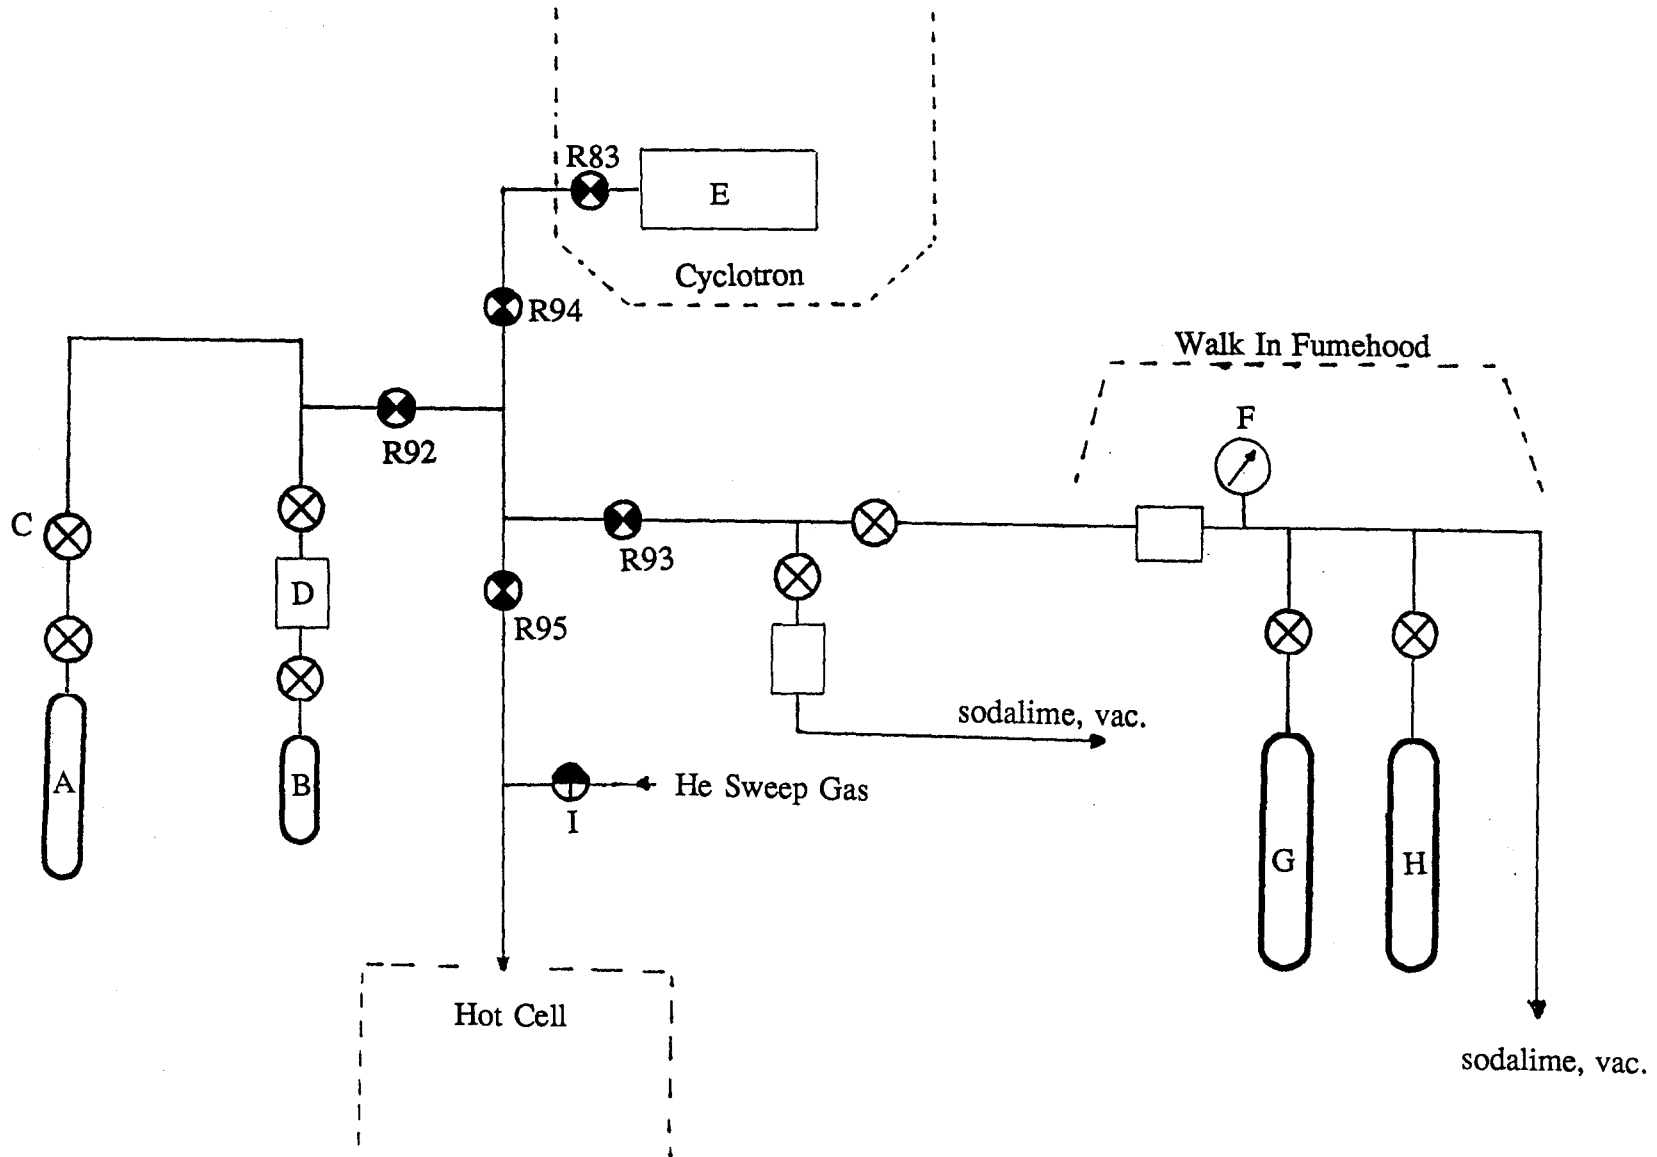 R83
E
Cyclotron
R94
Walk In Fumehood
F
R92
C
R93
D
R95
sodalime, vac.
A
B
He Sweep Gas
I
G
H
Hot Cell
sodalime, vac.